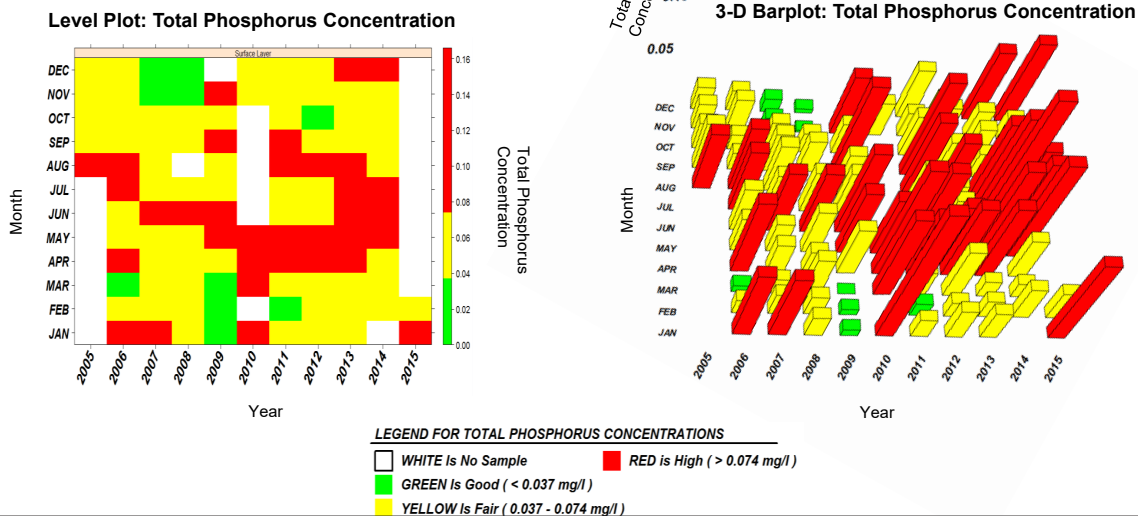 Level Plot: Total Phosphorus Concentration
Surface Layer
DEC
NOV
OCT
SEP
AUG
JUL
JUN
MAY
APR
MAR
FEB
JAN
Month
2005
2006
2007
2008
2009
2010
2011
2012
2013
2014
2015
Year
0.16
0.14
0.12
0.10
0.08
0.06
0.04
0.02
0.00
Total Phosphorus
Concentration
3-D Barplot: Total Phosphorus Concentration
Tota
Conc
0.05
DEC
NOV
OCT
SEP
AUG
JUL
JUN
MAY
APR
MAR
FEB
JAN
Month
2005
2006
2007
2008
2009
2010
2011
2012
2013
2014
2015
Year
LEGEND FOR TOTAL PHOSPHORUS CONCENTRATIONS
WHITE Is No Sample
RED is High ( > 0.074 mg/l )
GREEN Is Good ( < 0.037 mg/l )
YELLOW Is Fair ( 0.037 - 0.074 mg/l )